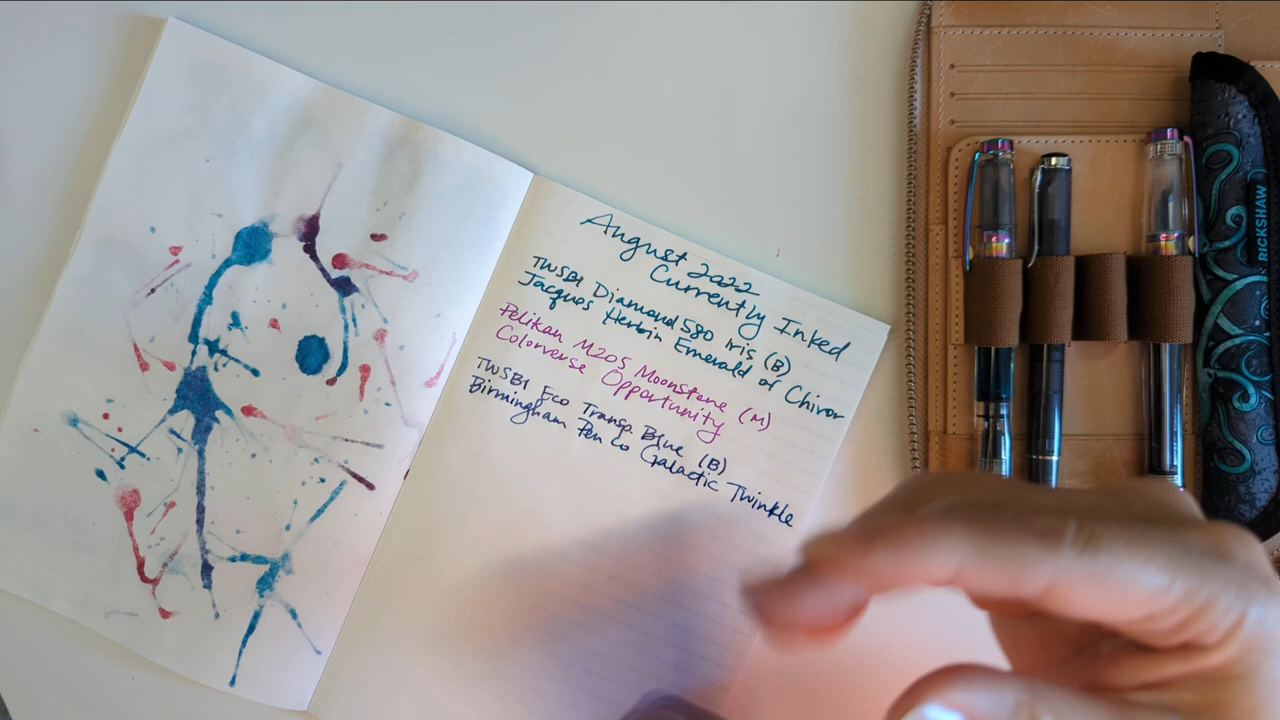 August 2022
Currently Inked
TWSBI Diamond 580 Iris (B)
Jacques Herbin Emerald of Chivor
Pelikan M205 Moonstone (M)
Colorverse Opportunity
TWSBI Eco Transp. Blue (B)
Birmingham Pen Co Galactic Twinkle
RICKSHAW